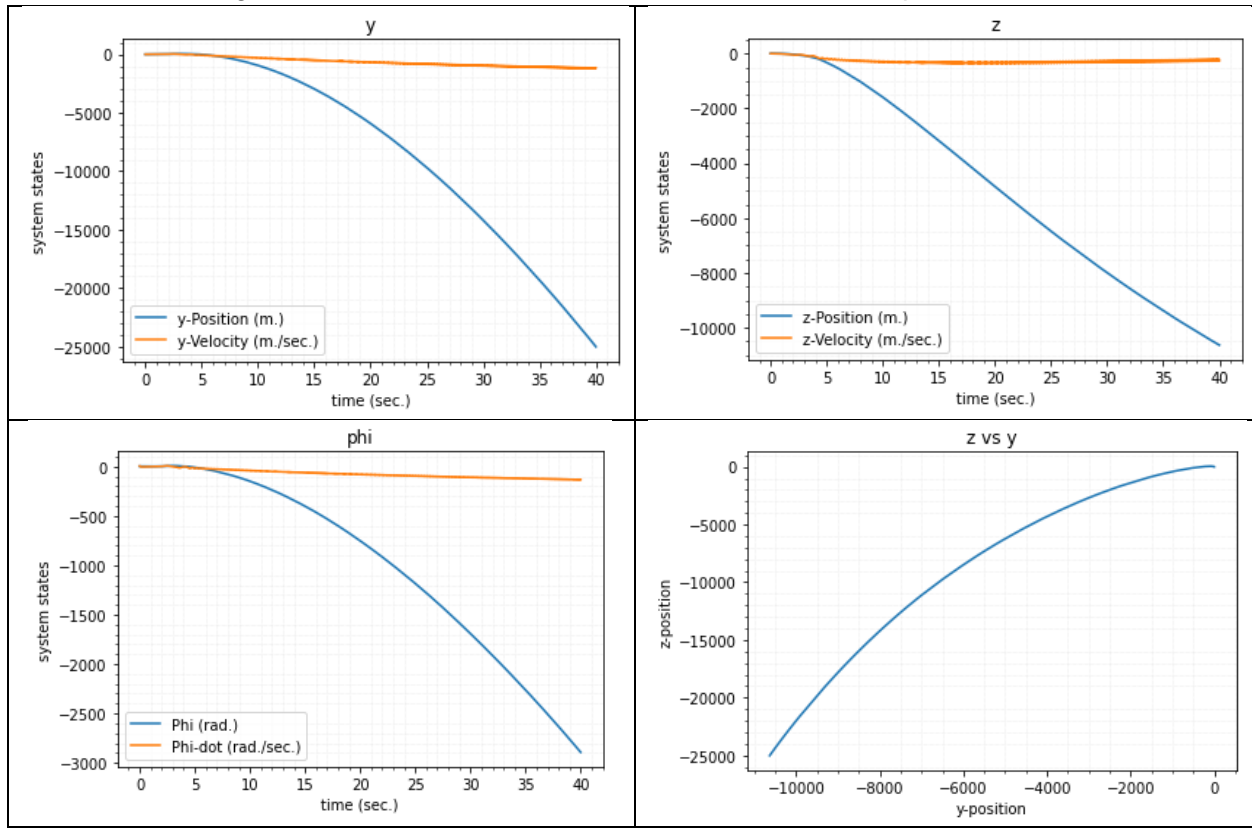 y
0
−5000
−10000
−15000
−20000
−25000
system states
y-Position (m.)
y-Velocity (m./sec.)
0 5 10 15 20 25 30 35 40
time (sec.)
z
0
−2000
−4000
−6000
−8000
−10000
system states
z-Position (m.)
z-Velocity (m./sec.)
0 5 10 15 20 25 30 35 40
time (sec.)
phi
0
−500
−1000
−1500
−2000
−2500
−3000
system states
Phi (rad.)
Phi-dot (rad./sec.)
0 5 10 15 20 25 30 35 40
time (sec.)
z vs y
0
−5000
−10000
−15000
−20000
−25000
z-position
−10000 −8000 −6000 −4000 −2000 0
y-position